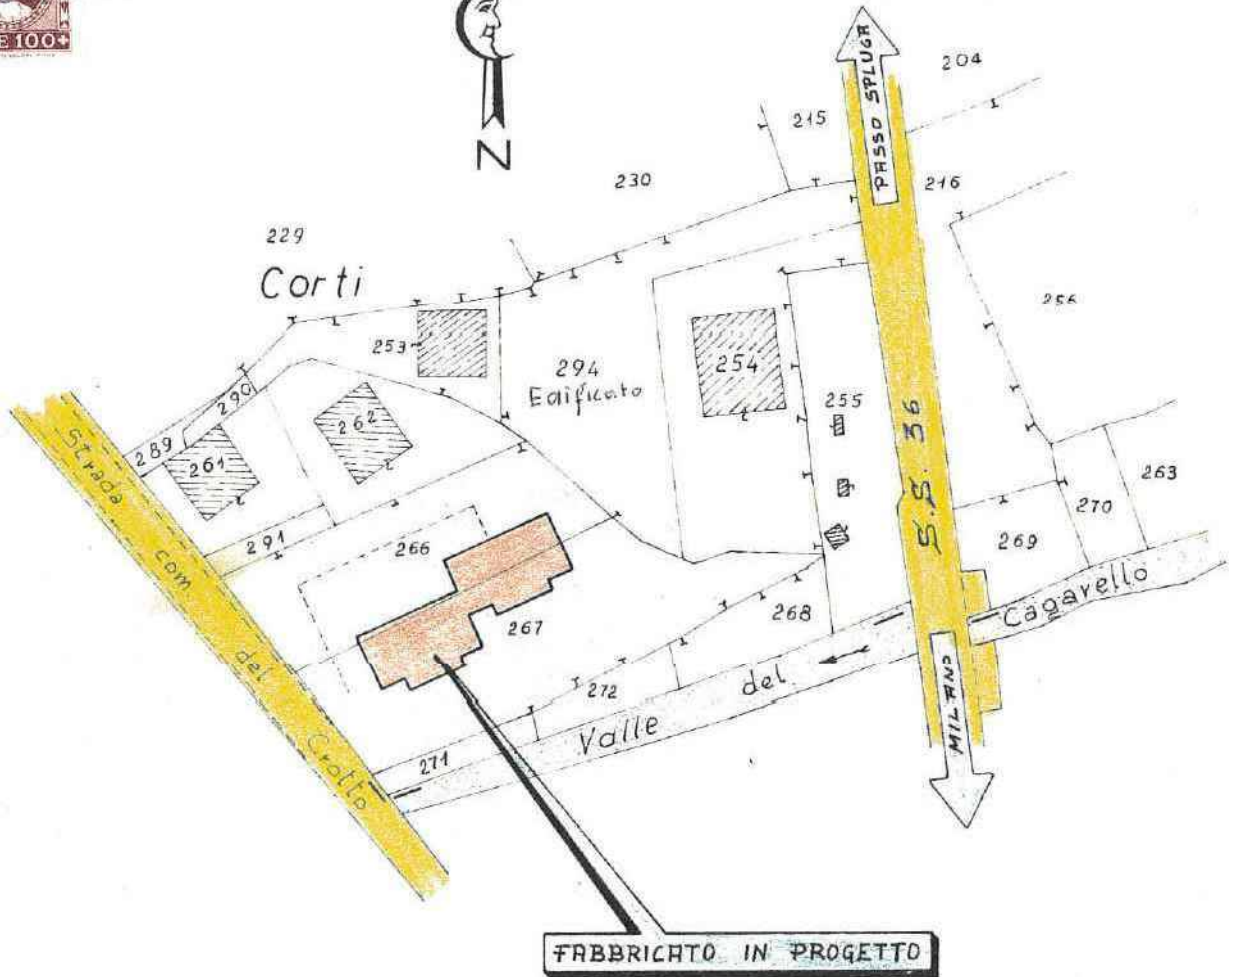 E 100+
N
204
215
PASSO SPLUGA
230
216
229
Corti
256
253
294
Edificato
254
255
290
262
289
261
S.S. 36
263
270
Strada com. del Crotto
291
266
269
268
267
Cagavello
272
del
Valle
271
MILANO
FABBRICATO IN PROGETTO